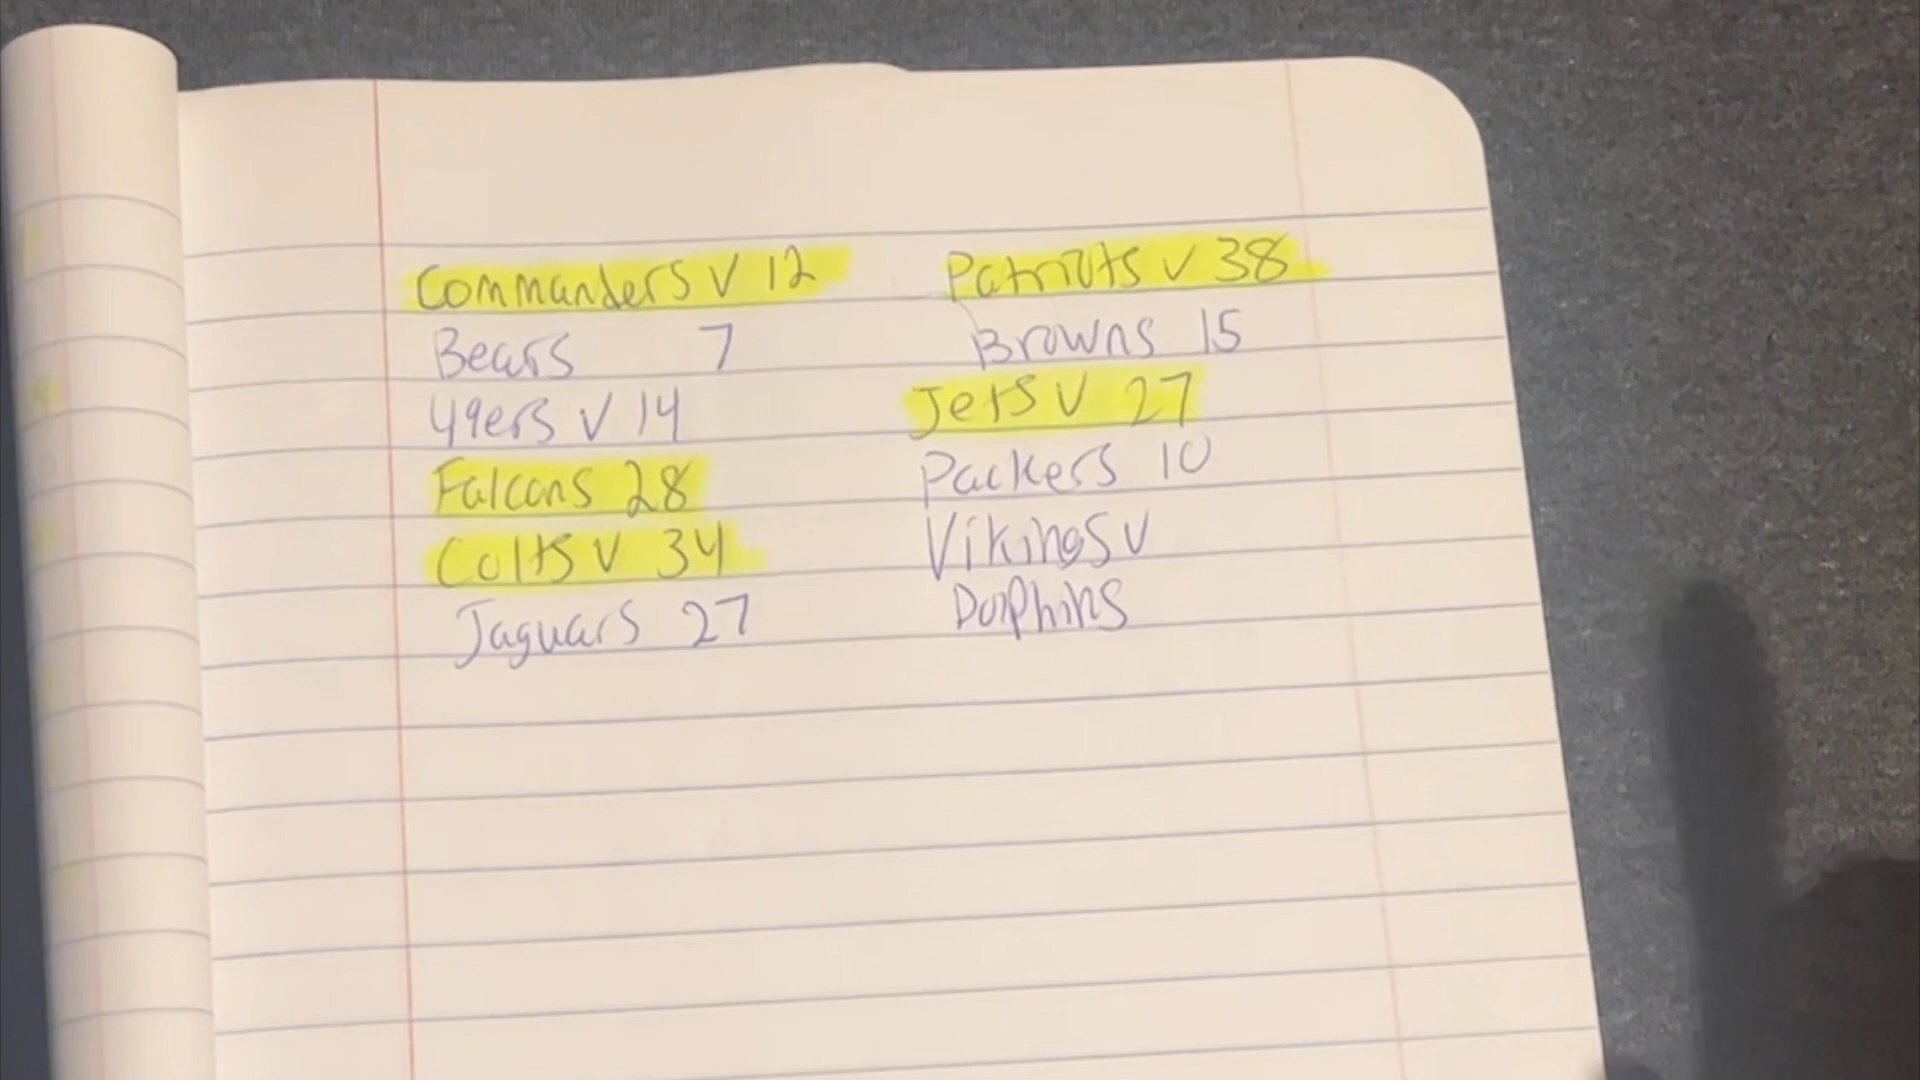 Commanders v 12
Bears 7
49ers v 14
Falcons 28
Colts v 34
Jaguars 27
Patriots v 38
Browns 15
Jets v 27
Packers 10
Vikings v
Dolphins